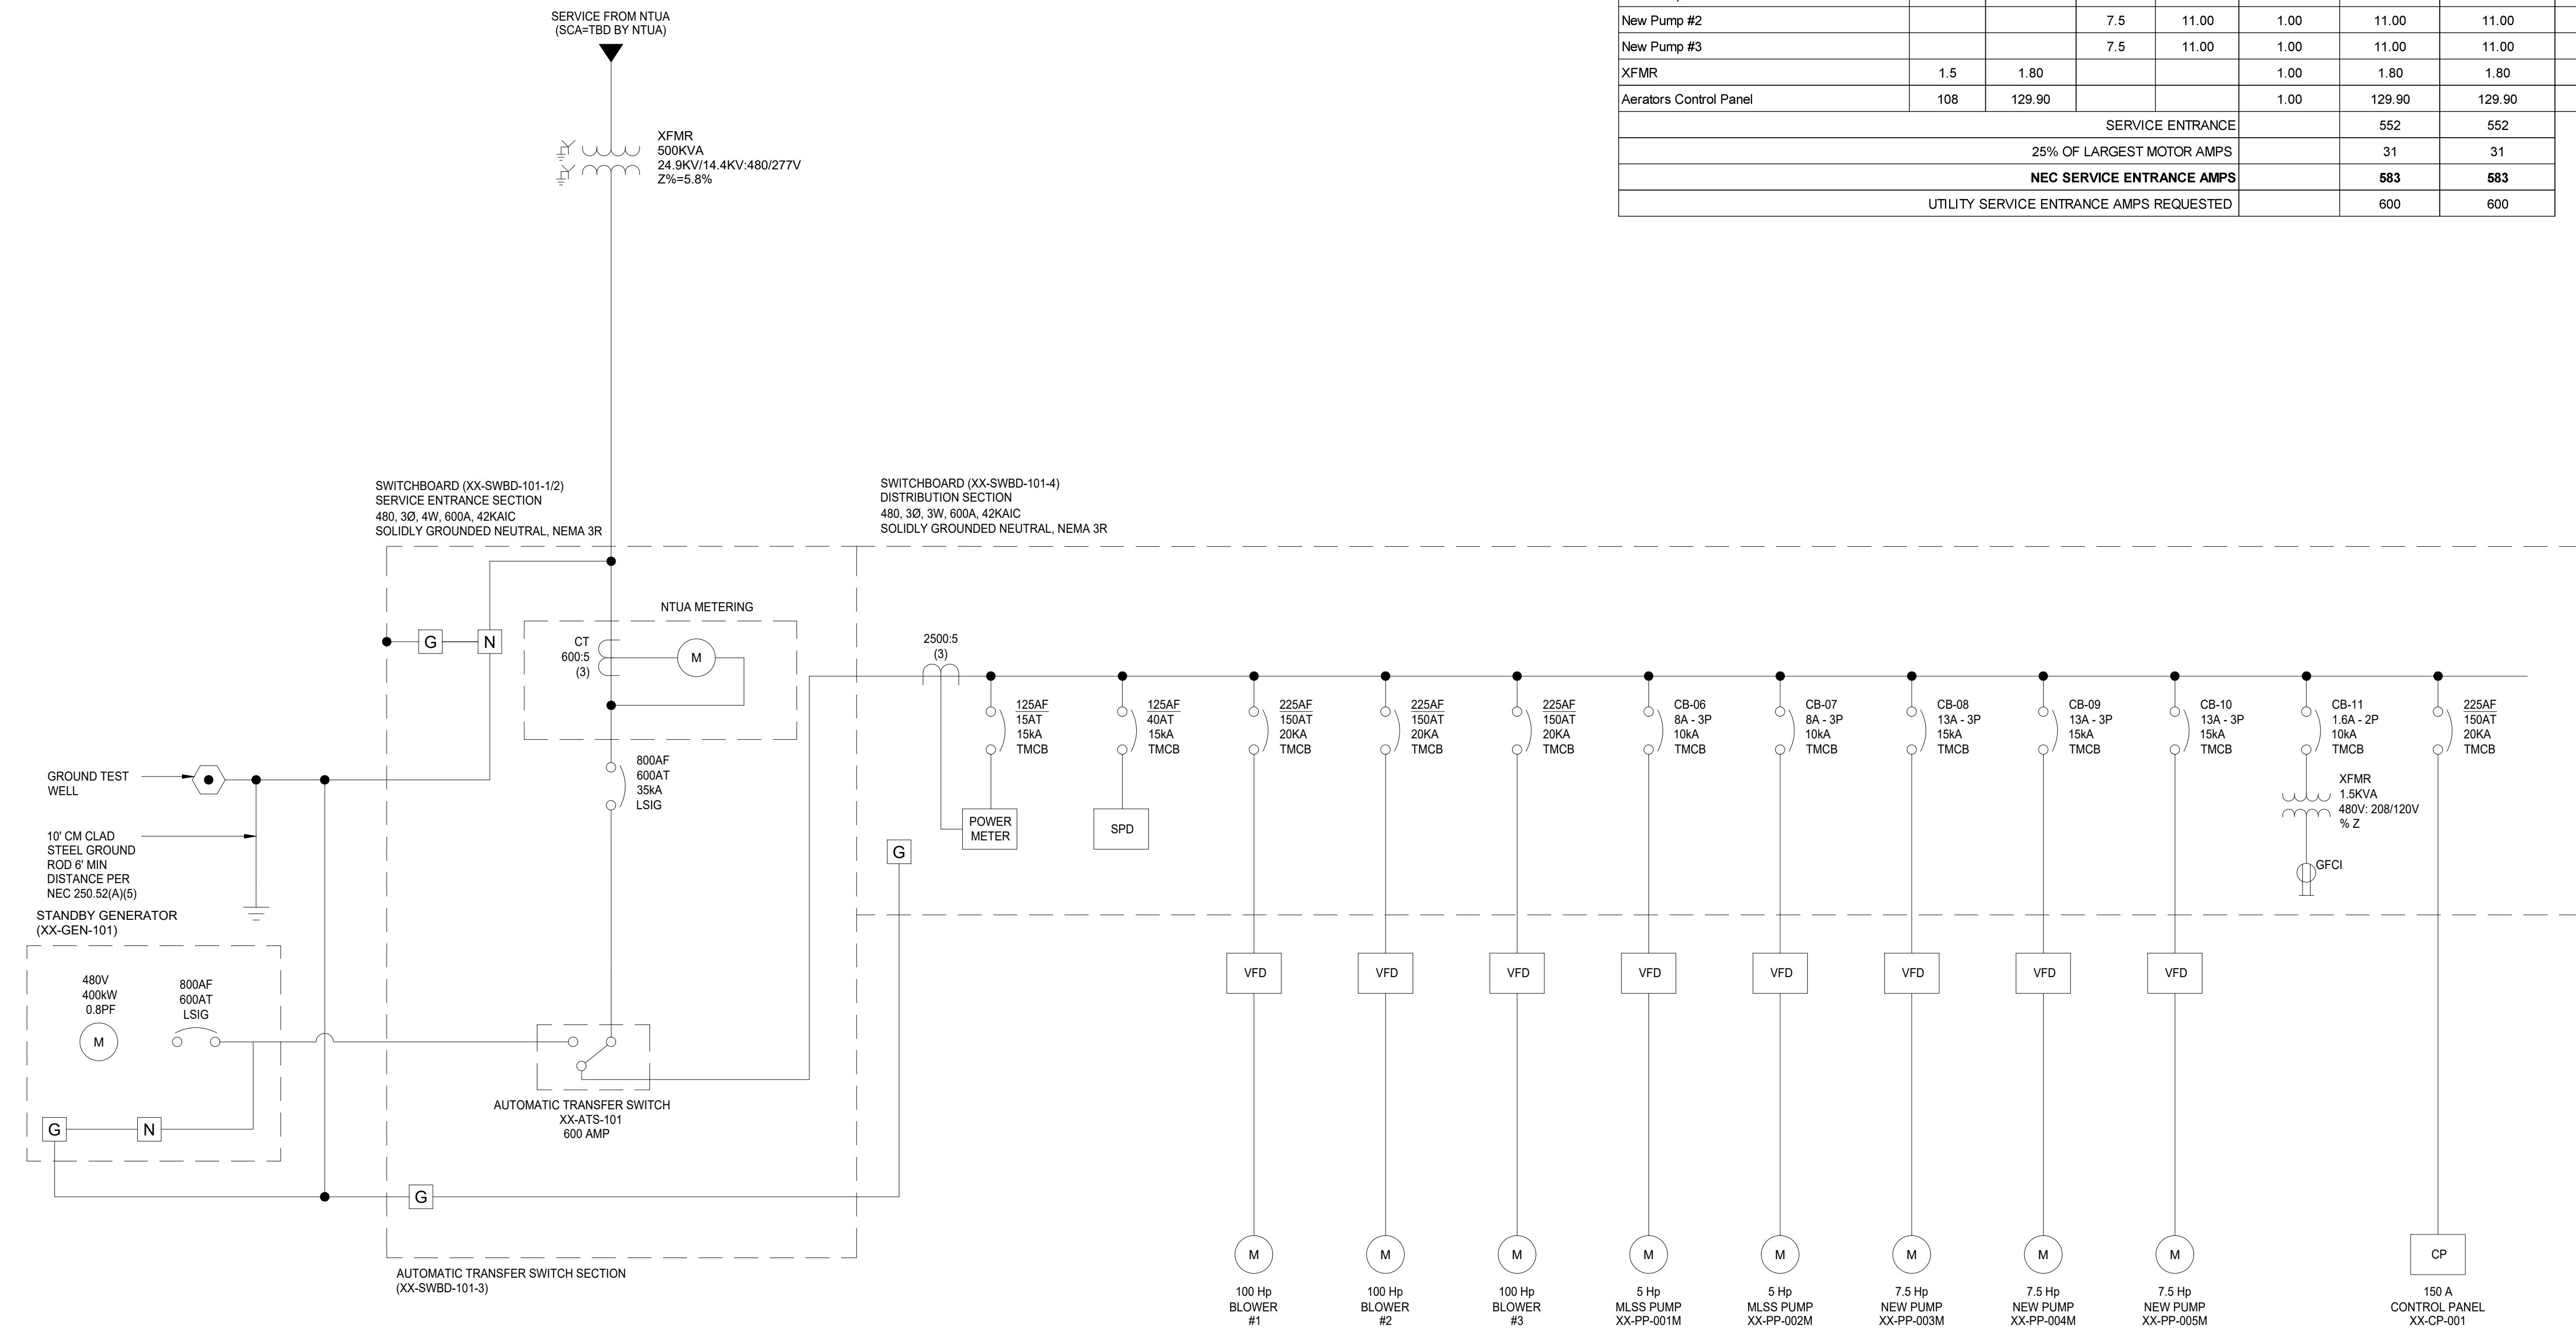 SERVICE FROM NTUA
(SCA=TBD BY NTUA)
New Pump #2 7.5 11.00 1.00 11.00 11.00
New Pump #3 7.5 11.00 1.00 11.00 11.00
XFMR 1.5 1.80 1.00 1.80 1.80
Aerators Control Panel 108 129.90 1.00 129.90 129.90
SERVICE ENTRANCE 552 552
25% OF LARGEST MOTOR AMPS 31 31
NEC SERVICE ENTRANCE AMPS 583 583
UTILITY SERVICE ENTRANCE AMPS REQUESTED 600 600
XFMR
500KVA
24.9KV/14.4KV:480/277V
Z%=5.8%
SWITCHBOARD (XX-SWBD-101-1/2)
SERVICE ENTRANCE SECTION
480, 3Ø, 4W, 600A, 42KAIC
SOLIDLY GROUNDED NEUTRAL, NEMA 3R
SWITCHBOARD (XX-SWBD-101-4)
DISTRIBUTION SECTION
480, 3Ø, 3W, 600A, 42KAIC
SOLIDLY GROUNDED NEUTRAL, NEMA 3R
NTUA METERING
G
N
CT
600:5
(3)
M
800AF
600AT
35kA
LSIG
2500:5
(3)
125AF
15AT
15kA
TMCB
125AF
40AT
15kA
TMCB
225AF
150AT
20KA
TMCB
225AF
150AT
20KA
TMCB
225AF
150AT
20KA
TMCB
CB-06
8A - 3P
10kA
TMCB
CB-07
8A - 3P
10kA
TMCB
CB-08
13A - 3P
15kA
TMCB
CB-09
13A - 3P
15kA
TMCB
CB-10
13A - 3P
15kA
TMCB
CB-11
1.6A - 2P
10kA
TMCB
225AF
150AT
20KA
TMCB
POWER
METER
SPD
XFMR
1.5KVA
480V: 208/120V
% Z
GFCI
GROUND TEST
WELL
10' CM CLAD
STEEL GROUND
ROD 6' MIN
DISTANCE PER
NEC 250.52(A)(5)
G
STANDBY GENERATOR
(XX-GEN-101)
480V
400kW
0.8PF
M
800AF
600AT
LSIG
G
N
AUTOMATIC TRANSFER SWITCH
XX-ATS-101
600 AMP
G
AUTOMATIC TRANSFER SWITCH SECTION
(XX-SWBD-101-3)
VFD
VFD
VFD
VFD
VFD
VFD
VFD
VFD
M
100 Hp
BLOWER
#1
M
100 Hp
BLOWER
#2
M
100 Hp
BLOWER
#3
M
5 Hp
MLSS PUMP
XX-PP-001M
M
5 Hp
MLSS PUMP
XX-PP-002M
M
7.5 Hp
NEW PUMP
XX-PP-003M
M
7.5 Hp
NEW PUMP
XX-PP-004M
M
7.5 Hp
NEW PUMP
XX-PP-005M
CP
150 A
CONTROL PANEL
XX-CP-001